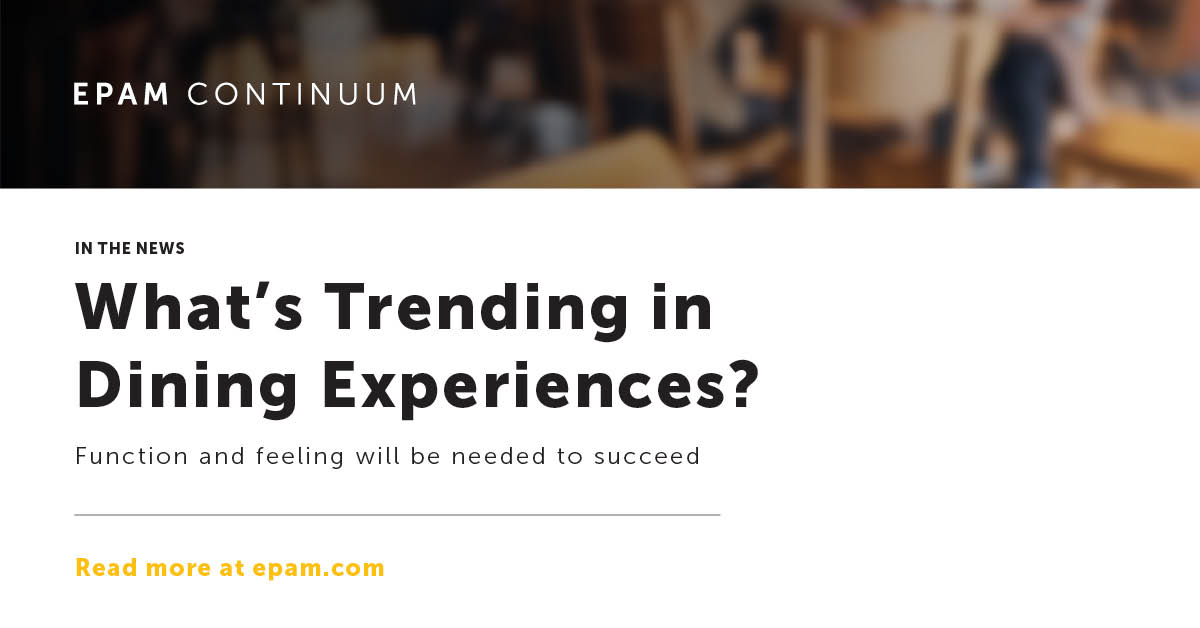 EPAM CONTINUUM
IN THE NEWS
What’s Trending in
Dining Experiences?
Function and feeling will be needed to succeed
Read more at epam.com